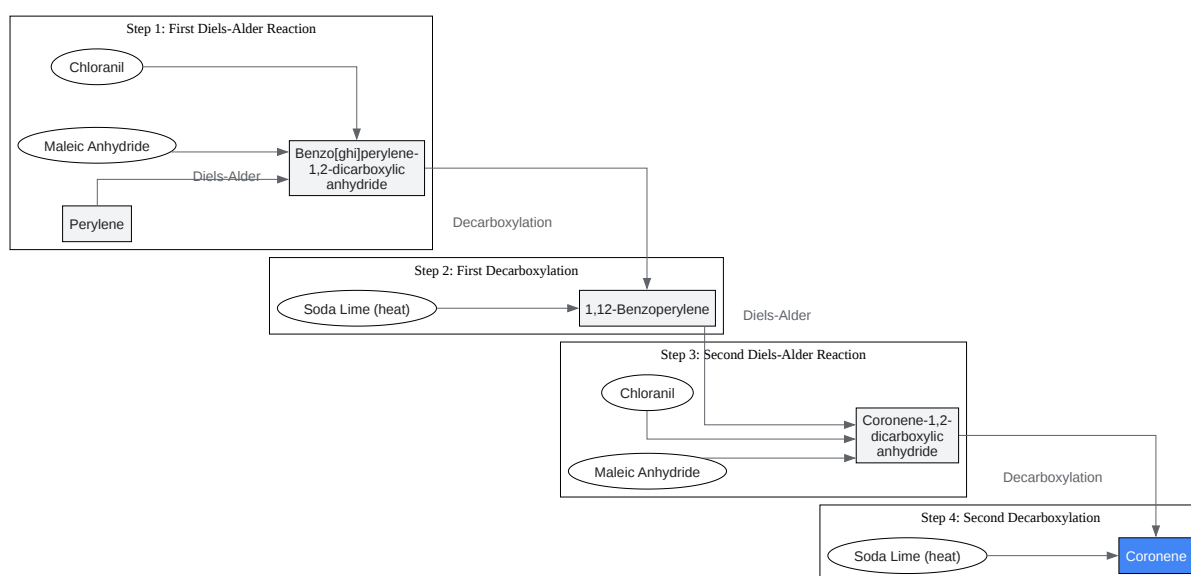 Step 1: First Diels-Alder Reaction
Chloranil
Maleic Anhydride
Benzo[ghi]perylene-
1,2-dicarboxylic
anhydride
Diels-Alder
Perylene
Decarboxylation
Step 2: First Decarboxylation
Soda Lime (heat)
1,12-Benzoperylene
Diels-Alder
Step 3: Second Diels-Alder Reaction
Chloranil
Coronene-1,2-
dicarboxylic
anhydride
Maleic Anhydride
Decarboxylation
Step 4: Second Decarboxylation
Soda Lime (heat)
Coronene